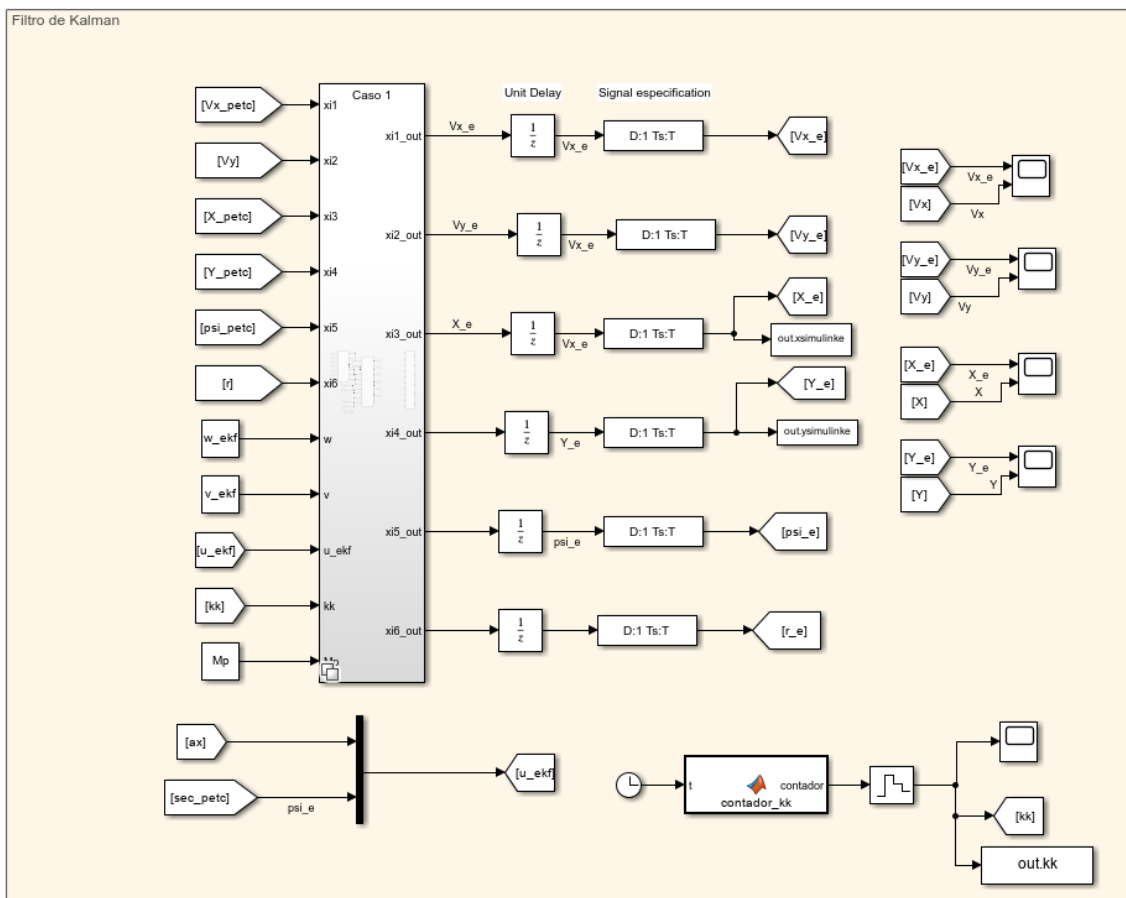 Filtro de Kalman
Caso 1
Unit Delay
Signal especification
[Vx_petc]
xi1
[Vy]
xi2
[X_petc]
xi3
[Y_petc]
xi4
[psi_petc]
xi5
[r]
xi6
w_ekf
w
v_ekf
v
[u_ekf]
u_ekf
[kk]
kk
Mp
xi1_out
Vx_e
1
z
Vx_e
D:1 Ts:T
[Vx_e]
xi2_out
Vy_e
1
z
Vx_e
D:1 Ts:T
[Vy_e]
xi3_out
X_e
1
z
Vx_e
D:1 Ts:T
[X_e]
out.xsimulinke
xi4_out
1
z
Y_e
D:1 Ts:T
[Y_e]
out.ysimulinke
xi5_out
1
z
psi_e
D:1 Ts:T
[psi_e]
xi6_out
1
z
D:1 Ts:T
[r_e]
[Vx_e]
Vx_e
[Vx]
Vx
[Vy_e]
Vy_e
[Vy]
Vy
[X_e]
X_e
[X]
X
[Y_e]
Y_e
[Y]
Y
[ax]
[sec_petc]
psi_e
[u_ekf]
t
contador
contador_kk
[kk]
out.kk